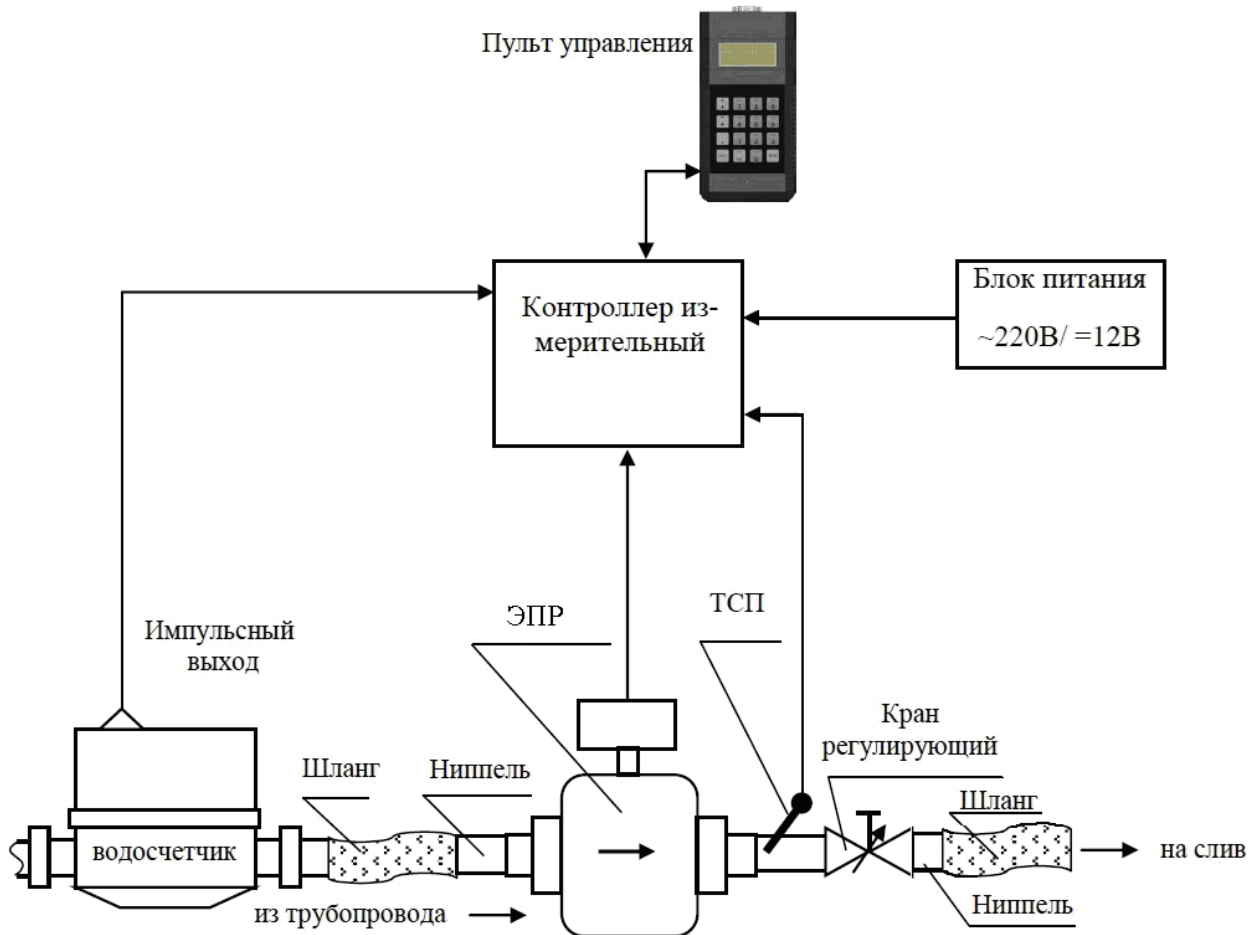 Пульт управления
Контроллер из-
мерительный
Блок питания
~220В/ =12В
Импульсный
выход
ЭПР
ТСП
Кран
регулирующий
Шланг
Ниппель
Шланг
водосчетчик
на слив
из трубопровода
Ниппель